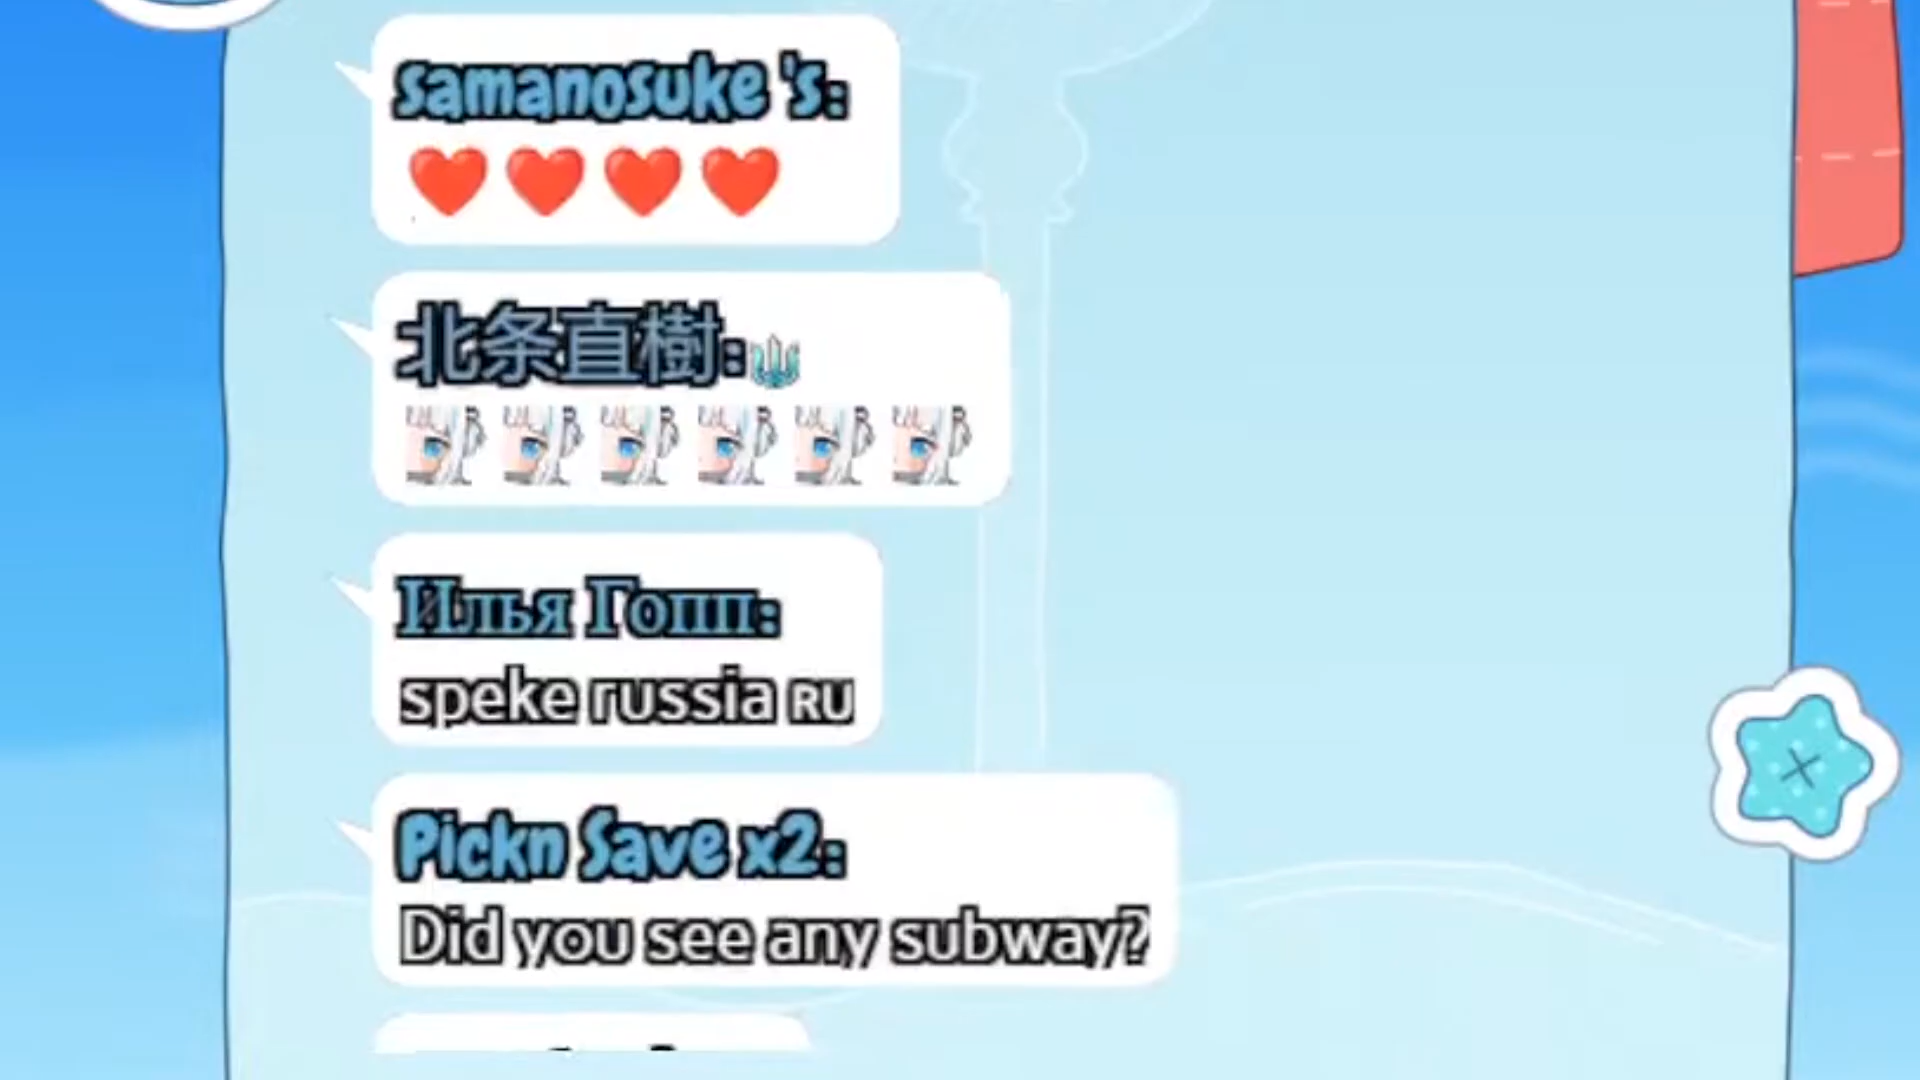 samanosuke 's:
❤️❤️❤️❤️
北条直樹:
Илья Гопп:
speke russia RU
Pickn Save x2:
Did you see any subway?